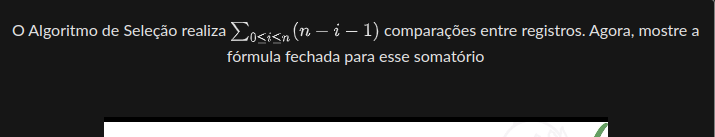 O Algoritmo de Seleção realiza ∑0≤i≤n(n − i − 1) comparações entre registros. Agora, mostre a
fórmula fechada para esse somatório